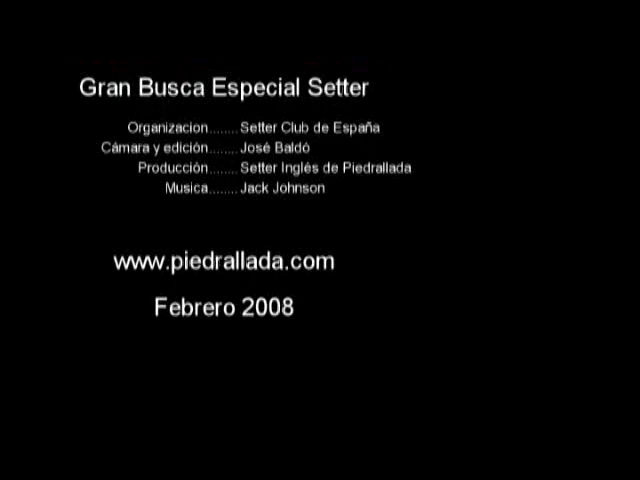 Gran Busca Especial Setter
Organizacion........ Setter Club de España
Cámara y edición........ José Baldó
Producción........ Setter Inglés de Piedrallada
Musica........ Jack Johnson
www.piedrallada.com
Febrero 2008